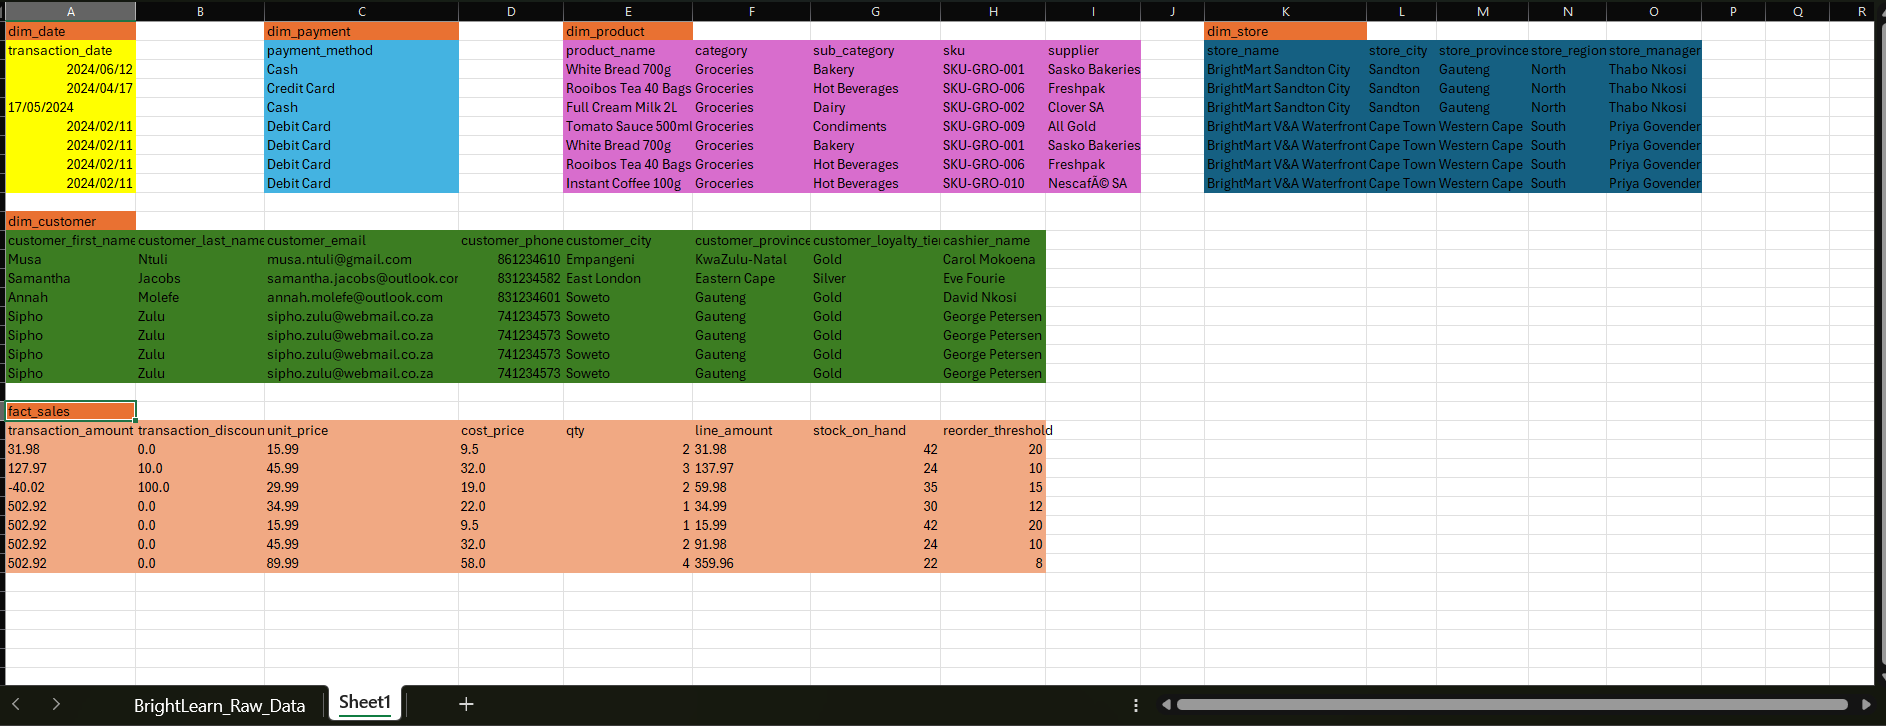 A B C D E F G H I J K L M N O P Q R
dim_date dim_payment dim_product dim_store
transaction_date payment_method product_name category sub_category sku supplier store_name store_city store_province store_region store_manager
2024/06/12 Cash White Bread 700g Groceries Bakery SKU-GRO-001 Sasko Bakeries BrightMart Sandton City Sandton Gauteng North Thabo Nkosi
2024/04/17 Credit Card Rooibos Tea 40 Bags Groceries Hot Beverages SKU-GRO-006 Freshpak BrightMart Sandton City Sandton Gauteng North Thabo Nkosi
17/05/2024 Cash Full Cream Milk 2L Groceries Dairy SKU-GRO-002 Clover SA BrightMart Sandton City Sandton Gauteng North Thabo Nkosi
2024/02/11 Debit Card Tomato Sauce 500ml Groceries Condiments SKU-GRO-009 All Gold BrightMart V&A Waterfront Cape Town Western Cape South Priya Govender
2024/02/11 Debit Card White Bread 700g Groceries Bakery SKU-GRO-001 Sasko Bakeries BrightMart V&A Waterfront Cape Town Western Cape South Priya Govender
2024/02/11 Debit Card Rooibos Tea 40 Bags Groceries Hot Beverages SKU-GRO-006 Freshpak BrightMart V&A Waterfront Cape Town Western Cape South Priya Govender
2024/02/11 Debit Card Instant Coffee 100g Groceries Hot Beverages SKU-GRO-010 NescafÃ© SA BrightMart V&A Waterfront Cape Town Western Cape South Priya Govender
dim_customer
customer_first_name customer_last_name customer_email customer_phone customer_city customer_province customer_loyalty_tie cashier_name
Musa Ntuli musa.ntuli@gmail.com 861234610 Empangeni KwaZulu-Natal Gold Carol Mokoena
Samantha Jacobs samantha.jacobs@outlook.cor 831234582 East London Eastern Cape Silver Eve Fourie
Annah Molefe annah.molefe@outlook.com 831234601 Soweto Gauteng Gold David Nkosi
Sipho Zulu sipho.zulu@webmail.co.za 741234573 Soweto Gauteng Gold George Petersen
Sipho Zulu sipho.zulu@webmail.co.za 741234573 Soweto Gauteng Gold George Petersen
Sipho Zulu sipho.zulu@webmail.co.za 741234573 Soweto Gauteng Gold George Petersen
Sipho Zulu sipho.zulu@webmail.co.za 741234573 Soweto Gauteng Gold George Petersen
fact_sales
transaction_amount transaction_discoun unit_price cost_price qty line_amount stock_on_hand reorder_threshold
31.98 0.0 15.99 9.5 2 31.98 42 20
127.97 10.0 45.99 32.0 3 137.97 24 10
-40.02 100.0 29.99 19.0 2 59.98 35 15
502.92 0.0 34.99 22.0 1 34.99 30 12
502.92 0.0 15.99 9.5 1 15.99 42 20
502.92 0.0 45.99 32.0 2 91.98 24 10
502.92 0.0 89.99 58.0 4 359.96 22 8
BrightLearn_Raw_Data Sheet1